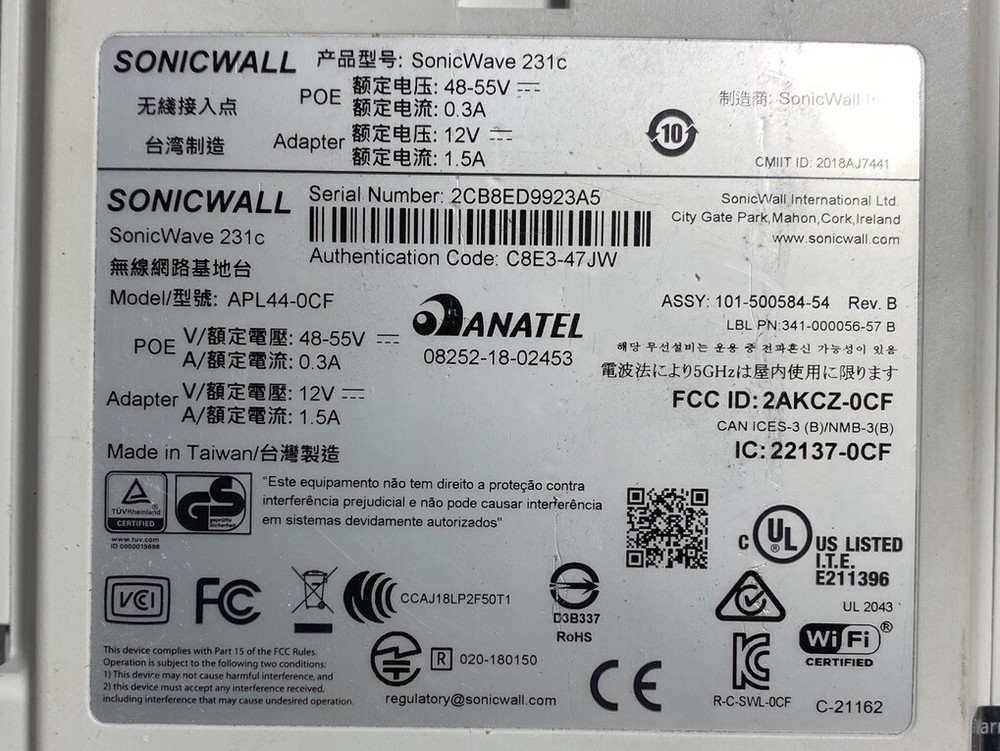 SONICWALL
产品型号: SonicWave 231c
无綫接入点
台湾制造
POE
额定电压: 48-55V
额定电流: 0.3A
Adapter
额定电压: 12V
额定电流: 1.5A
10
制造商: SonicWall
CMIIT ID: 2018AJ7441
SONICWALL
SonicWave 231c
無線網路基地台
Serial Number: 2CB8ED9923A5
Authentication Code: C8E3-47JW
SonicWall International Ltd.
City Gate Park,Mahon,Cork,Ireland
www.sonicwall.com
Model/型號: APL44-0CF
POE
V/額定電壓: 48-55V
A/額定電流: 0.3A
Adapter
V/額定電壓: 12V
A/額定電流: 1.5A
Made in Taiwan/台灣製造
ANATEL
08252-18-02453
ASSY: 101-500584-54 Rev. B
LBL PN:341-000056-57 B
해당 무선설비는 운용 중 전파혼신 가능성이 있음
電波法により5GHzは屋内使用に限ります
FCC ID: 2AKCZ-0CF
CAN ICES-3 (B)/NMB-3(B)
IC: 22137-0CF
TÜVRheinland
CERTIFIED
GS
geprüfte
Sicherheit
www.tuv.com
ID 0000019698
"Este equipamento não tem direito a proteção contra
interferência prejudicial e não pode causar interferência
em sistemas devidamente autorizados"
C UL US LISTED
I.T.E.
E211396
UL 2043
VCI
FC
CCAJ18LP2F50T1
D3B337
RoHS
Wi Fi®
CERTIFIED
This device complies with Part 15 of the FCC Rules.
Operation is subject to the following two conditions:
1) This device may not cause harmful interference, and
2) this device must accept any interference received,
including interference that may cause undesired operation.
R 020-180150
regulatory@sonicwall.com
CE
R-C-SWL-0CF
C-21162